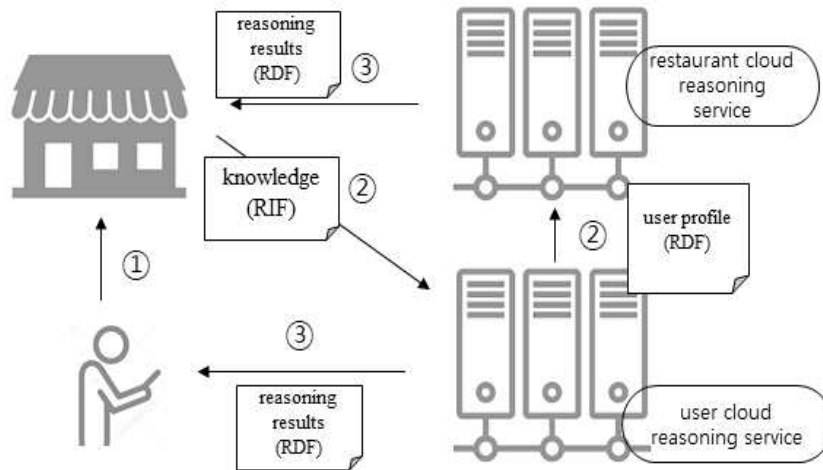 reasoning
results
(RDF)
③
restaurant cloud
reasoning
service
knowledge
(RIF)
②
user profile
(RDF)
②
①
③
reasoning
results
(RDF)
user cloud
reasoning service